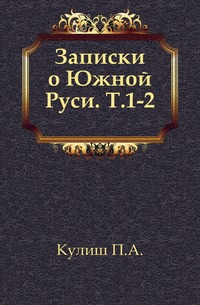 Записки
о Южной
Руси. Т.1-2
Кулиш П.А.